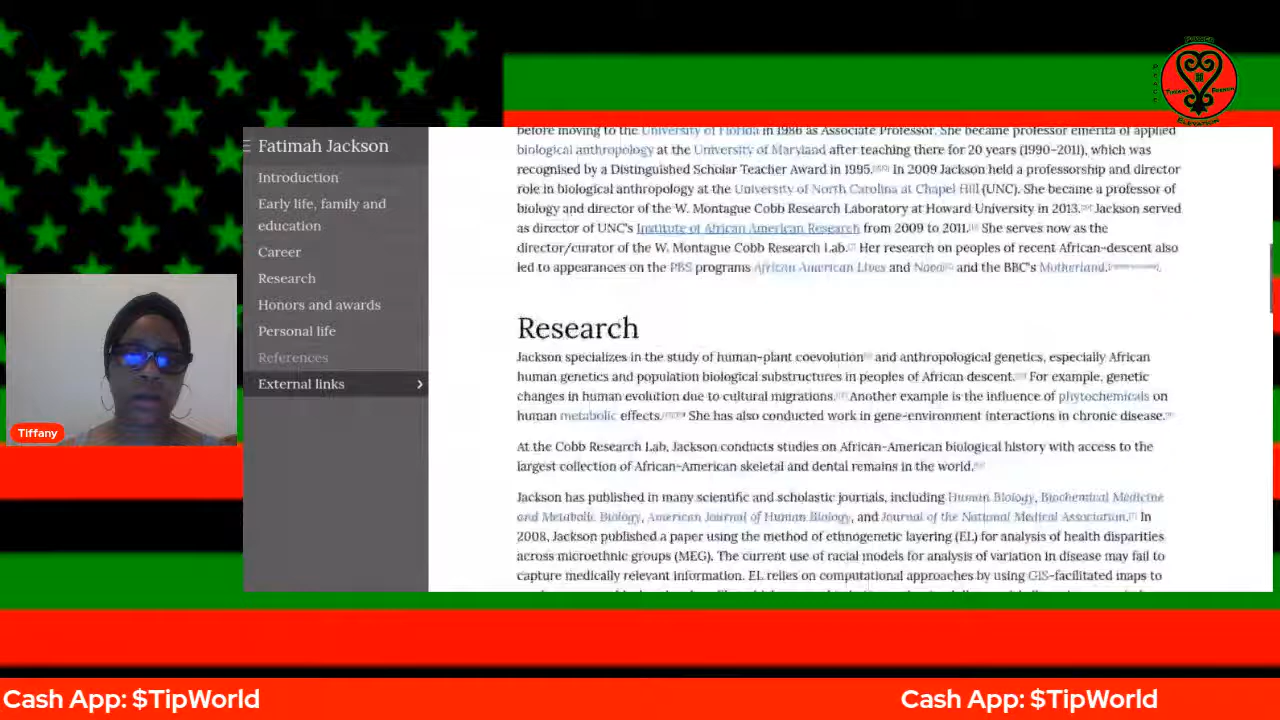 Fatimah Jackson
Introduction
Early life, family and
education
Career
Research
Honors and awards
Personal life
References
External links
before moving to the University of Florida in 1986 as Associate Professor. She became professor emerita of applied
biological anthropology at the University of Maryland after teaching there for 20 years (1990–2011), which was
recognised by a Distinguished Scholar Teacher Award in 1995. In 2009 Jackson held a professorship and director
role in biological anthropology at the University of North Carolina at Chapel Hill (UNC). She became a professor of
biology and director of the W. Montague Cobb Research Laboratory at Howard University in 2013. Jackson served
as director of UNC's Institute of African American Research from 2009 to 2011. She serves now as the
director/curator of the W. Montague Cobb Research Lab. Her research on peoples of recent African-descent also
led to appearances on the PBS programs African American Lives and Nova and the BBC's Motherland.
Research
Jackson specializes in the study of human-plant coevolution and anthropological genetics, especially African
human genetics and population biological substructures in peoples of African descent. For example, genetic
changes in human evolution due to cultural migrations. Another example is the influence of phytochemicals on
human metabolic effects. She has also conducted work in gene-environment interactions in chronic disease.
At the Cobb Research Lab, Jackson conducts studies on African-American biological history with access to the
largest collection of African-American skeletal and dental remains in the world.
Jackson has published in many scientific and scholastic journals, including Human Biology, Biochemical Medicine
and Metabolic Biology, American Journal of Human Biology, and Journal of the National Medical Association. In
2008, Jackson published a paper using the method of ethnogenetic layering (EL) for analysis of health disparities
across microethnic groups (MEG). The current use of racial models for analysis of variation in disease may fail to
capture medically relevant information. EL relies on computational approaches by using GIS-facilitated maps to
Tiffany
Cash App: $TipWorld
Cash App: $TipWorld